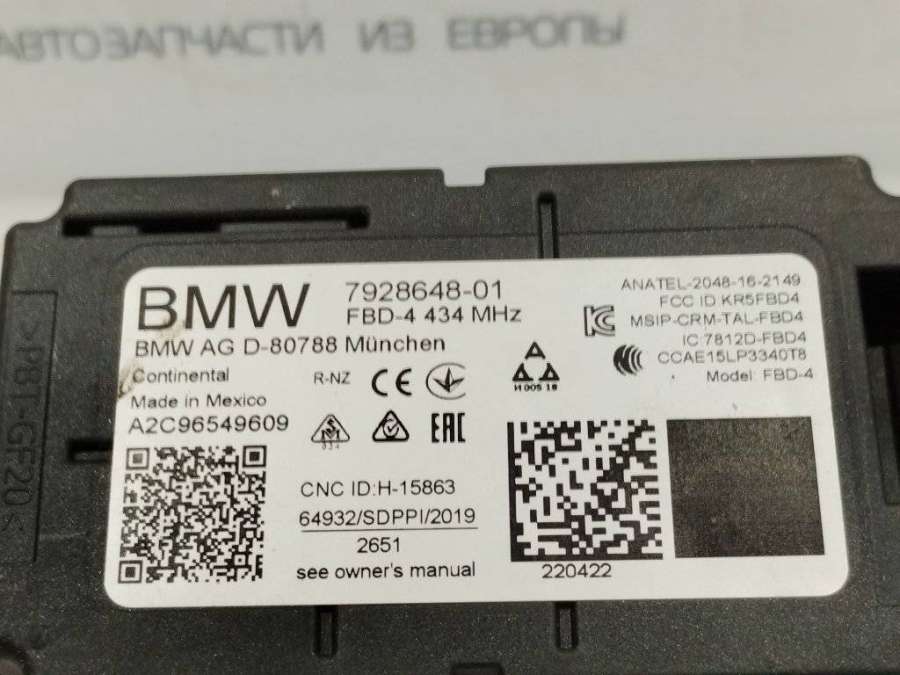 АВТОЗАПЧАСТИ ИЗ ЕВРОПЫ
BMW
7928648-01
FBD-4 434 MHz
BMW AG D-80788 München
Continental
Made in Mexico
A2C96549609
R-NZ
CE
И 005 18
034
EAC
ANATEL-2048-16-2149
FCC ID KR5FBD4
MSIP-CRM-TAL-FBD4
IC 7812D-FBD4
CCAE15LP3340T8
Model: FBD-4
CNC ID:H-15863
64932/SDPPI/2019
2651
see owner's manual
220422
>PBT-GF20<